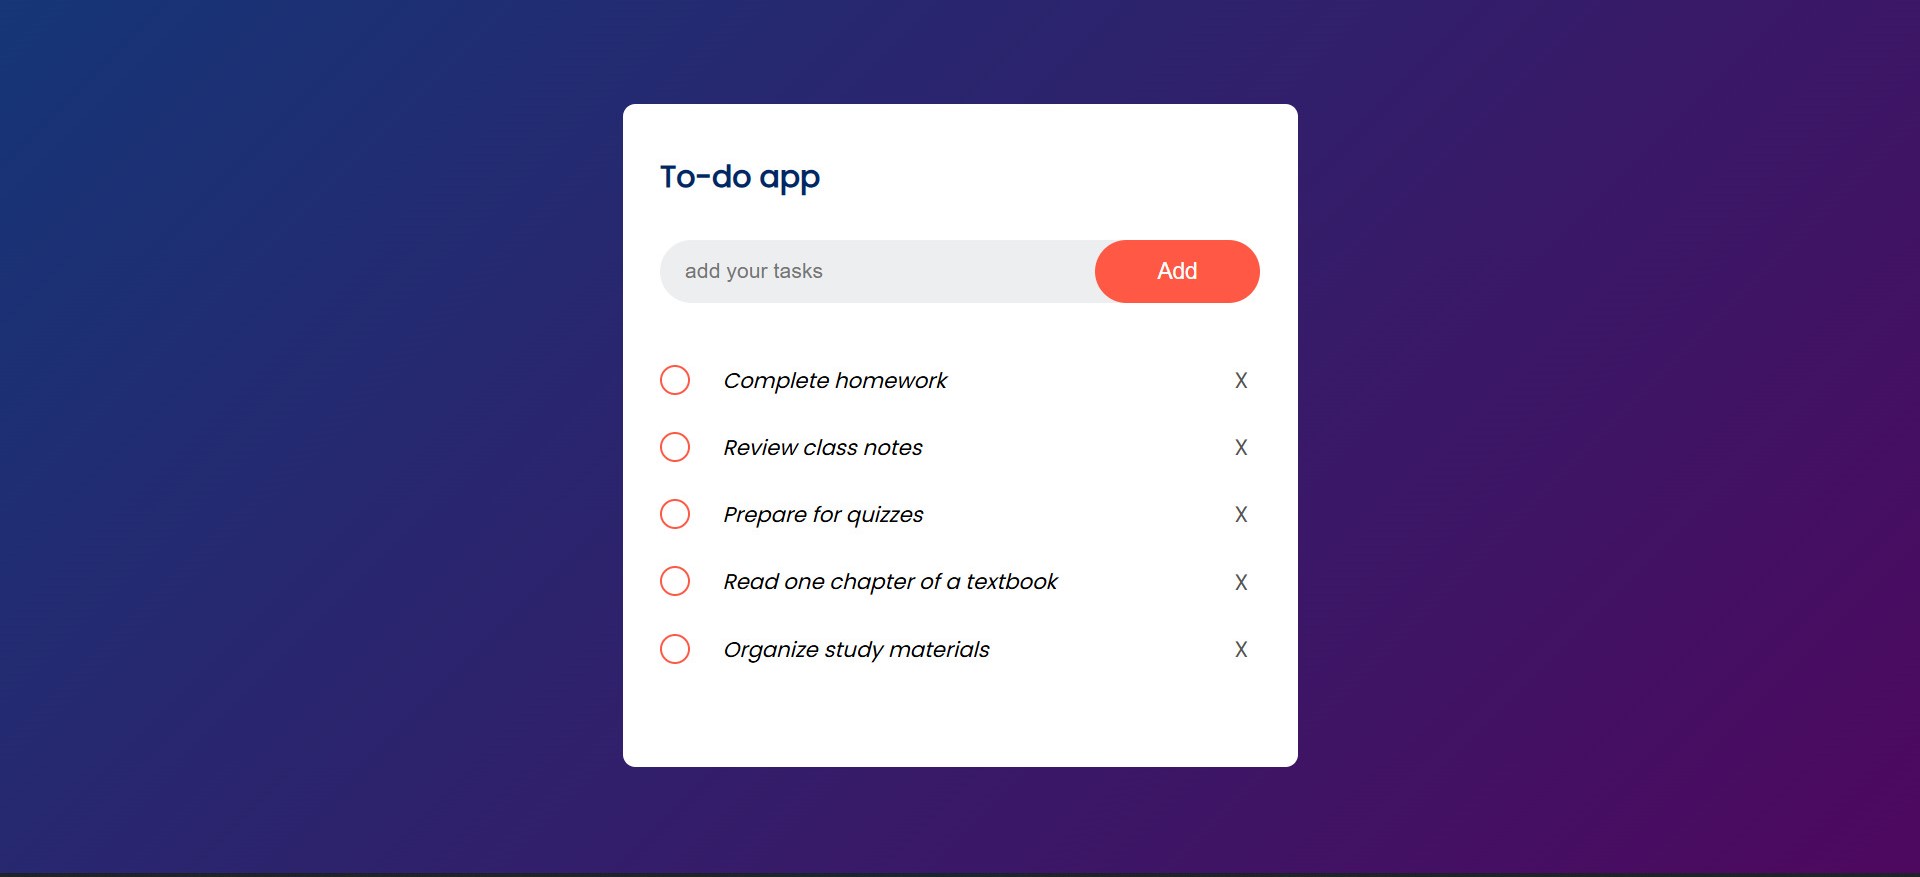 To-do app
add your tasks Add
Complete homework X
Review class notes X
Prepare for quizzes X
Read one chapter of a textbook X
Organize study materials X